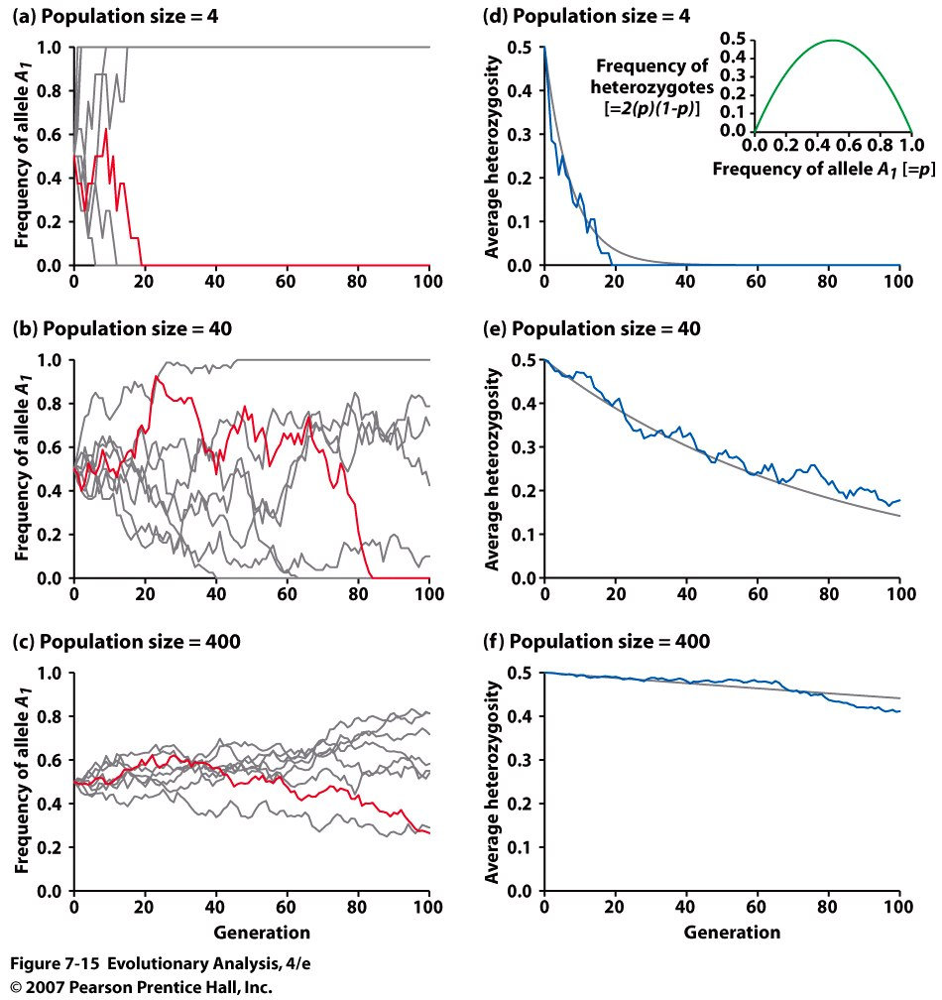 (a) Population size = 4
Frequency of allele A1
1.0
0.8
0.6
0.4
0.2
0.0
0 20 40 60 80 100
(d) Population size = 4
Average heterozygosity
0.5
0.4
0.3
0.2
0.1
0.0
0 20 40 60 80 100
Frequency of
heterozygotes
[=2(p)(1-p)]
0.5
0.4
0.3
0.2
0.1
0.0
0.0 0.2 0.4 0.6 0.8 1.0
Frequency of allele A1 [=p]
(b) Population size = 40
Frequency of allele A1
1.0
0.8
0.6
0.4
0.2
0.0
0 20 40 60 80 100
(e) Population size = 40
Average heterozygosity
0.5
0.4
0.3
0.2
0.1
0.0
0 20 40 60 80 100
(c) Population size = 400
Frequency of allele A1
1.0
0.8
0.6
0.4
0.2
0.0
0 20 40 60 80 100
Generation
(f) Population size = 400
Average heterozygosity
0.5
0.4
0.3
0.2
0.1
0.0
0 20 40 60 80 100
Generation
Figure 7-15 Evolutionary Analysis, 4/e
© 2007 Pearson Prentice Hall, Inc.